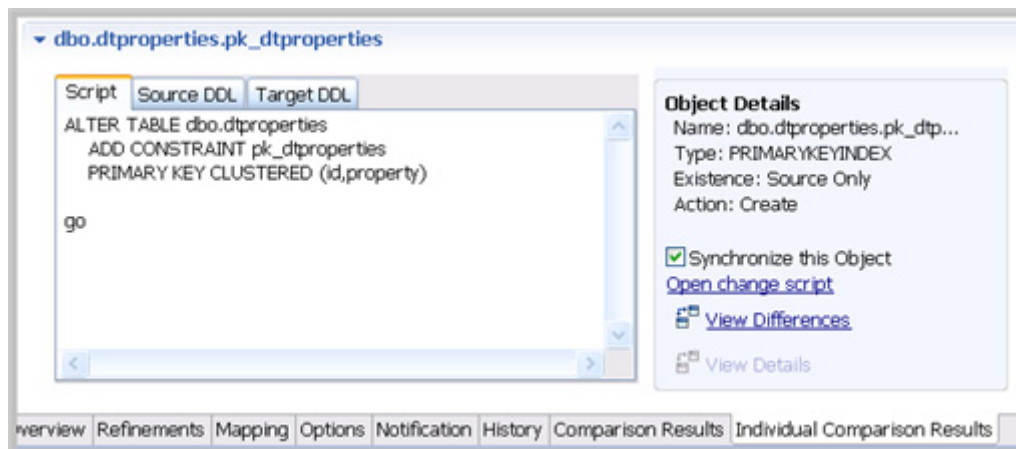 dbo.dtproperties.pk_dtproperties
Script Source DDL Target DDL
ALTER TABLE dbo.dtproperties
ADD CONSTRAINT pk_dtproperties
PRIMARY KEY CLUSTERED (id,property)
go
Object Details
Name: dbo.dtproperties.pk_dtp...
Type: PRIMARYKEYINDEX
Existence: Source Only
Action: Create
Synchronize this Object
Open change script
View Differences
View Details
verview Refinements Mapping Options Notification History Comparison Results Individual Comparison Results